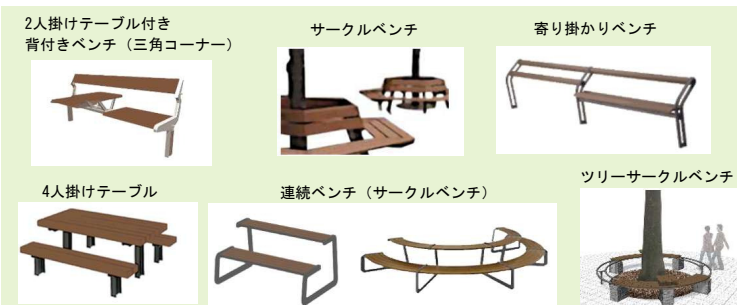 2人掛けテーブル付き
背付きベンチ（三角コーナー）
サークルベンチ
寄り掛かりベンチ
4人掛けテーブル
連続ベンチ（サークルベンチ）
ツリーサークルベンチ